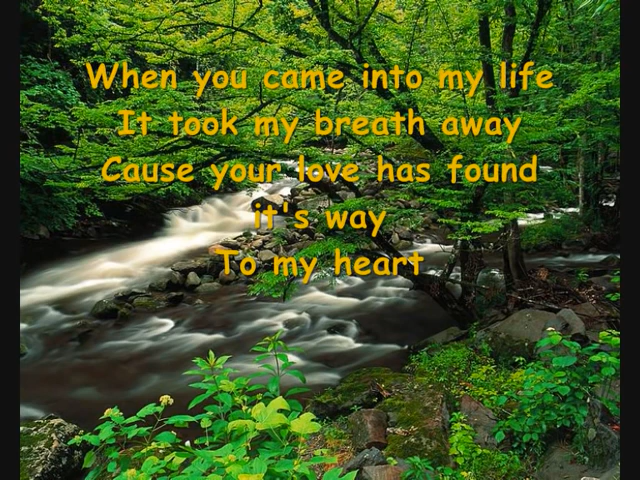 When you came into my life
It took my breath away
Cause your love has found
it's way
To my heart